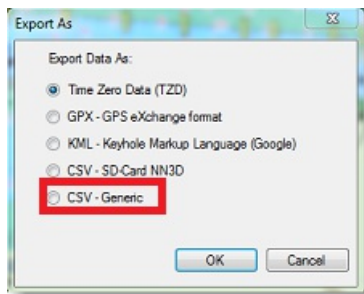 Export As
Export Data As:
Time Zero Data (TZD)
GPX - GPS eXchange format
KML - Keyhole Markup Language (Google)
CSV - SD-Card NN3D
CSV - Generic
OK
Cancel